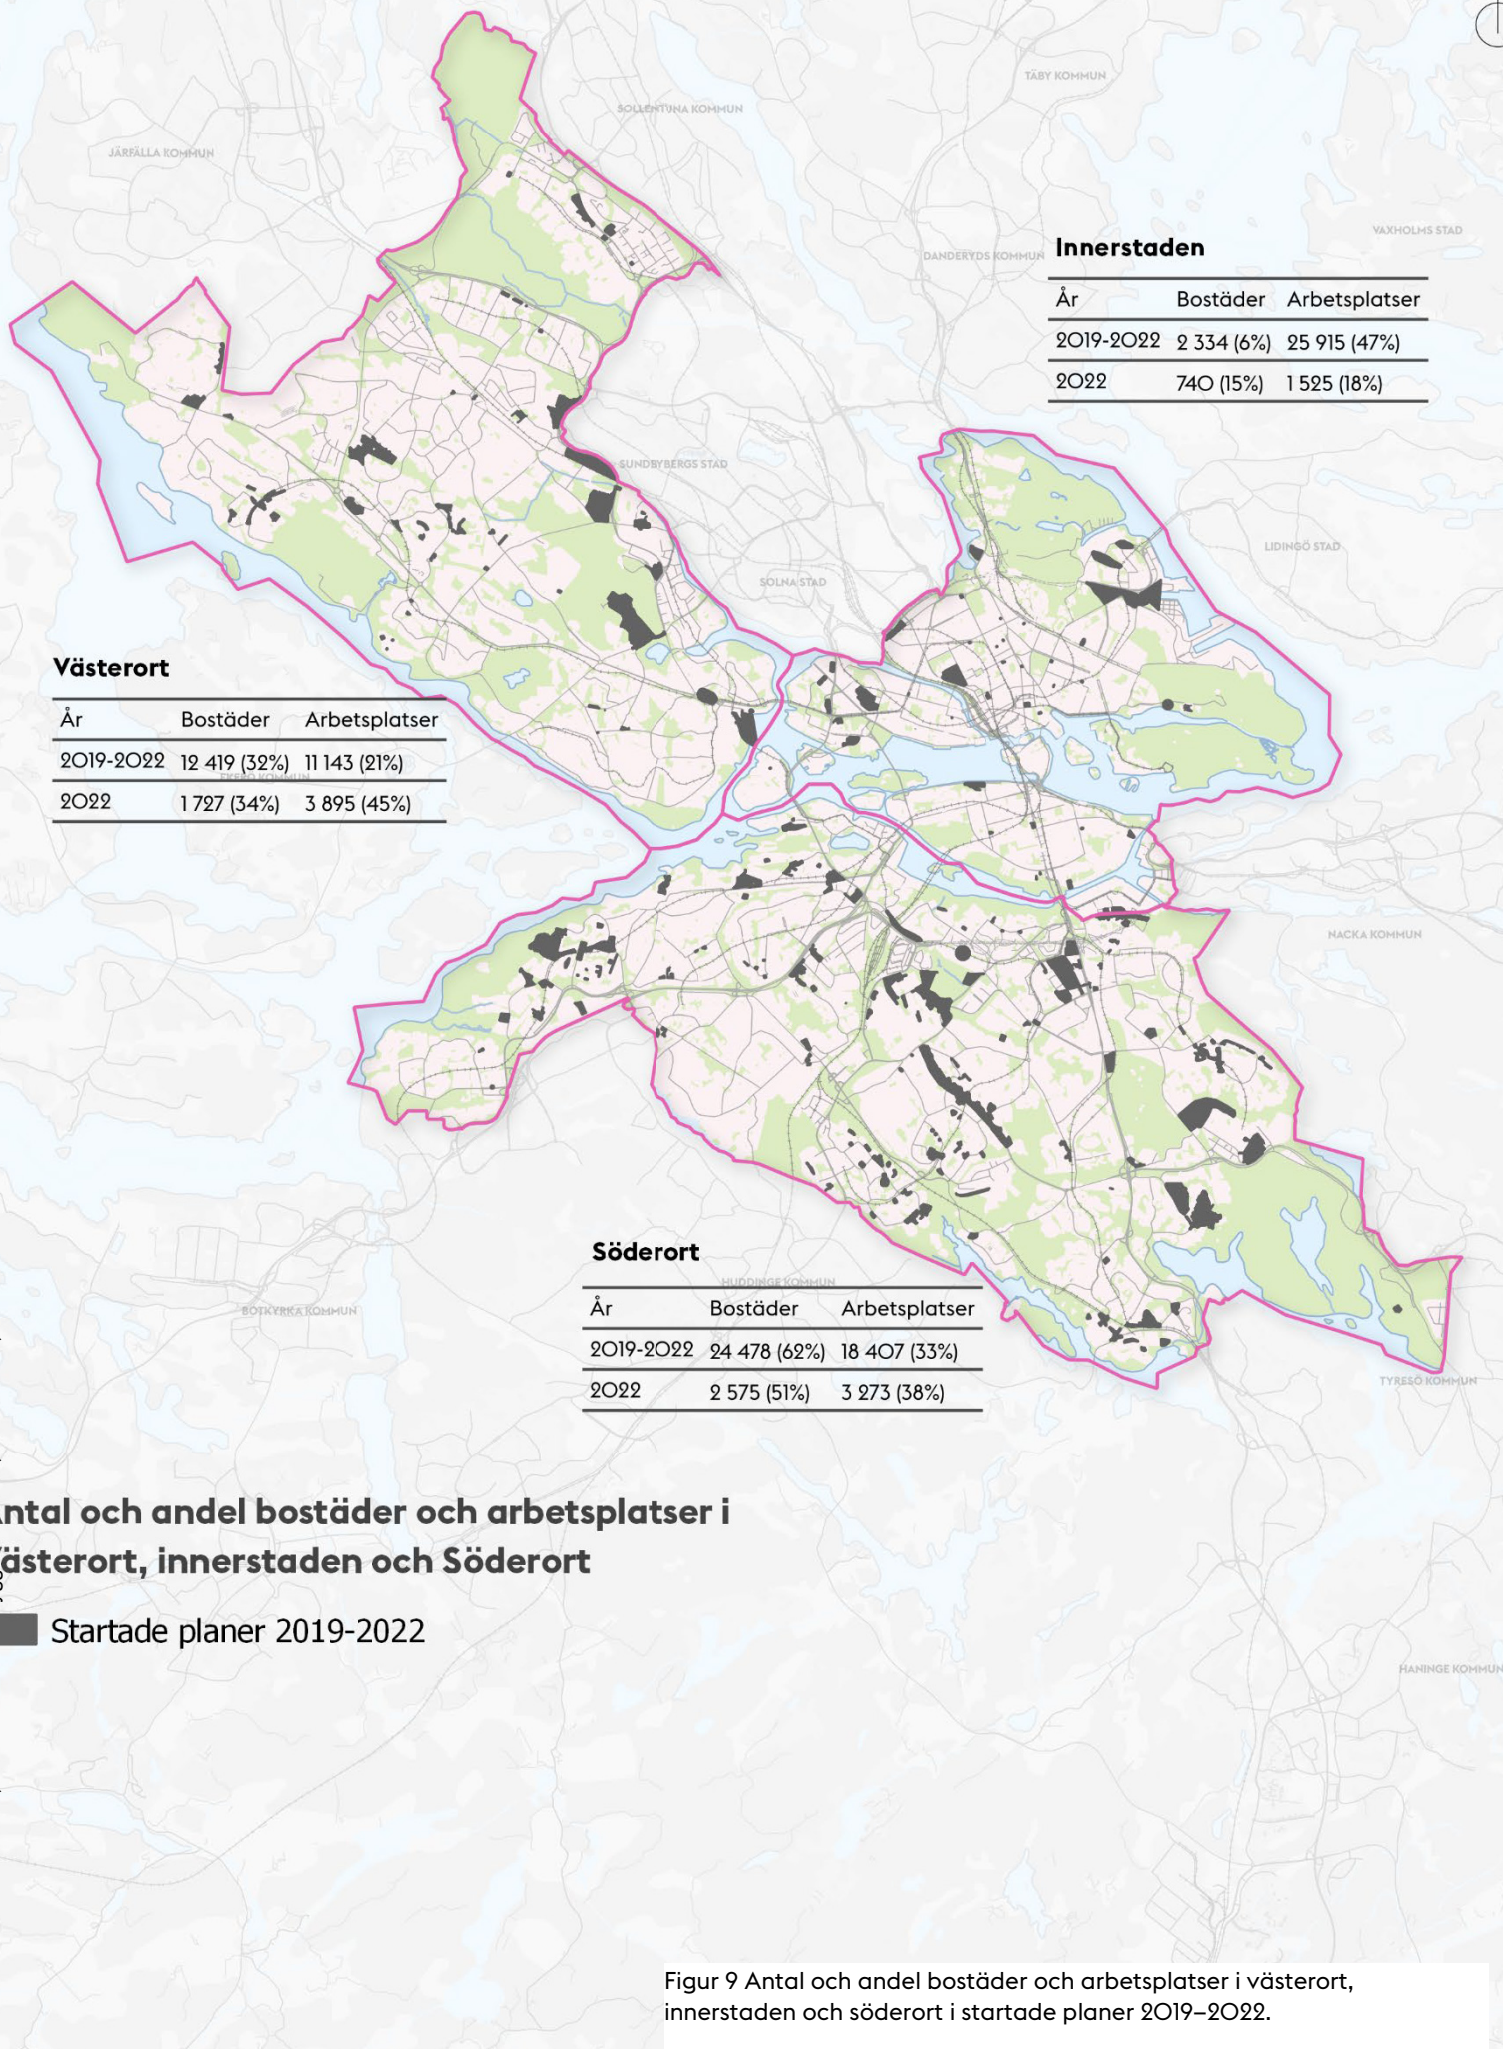 TÄBY KOMMUN
SOLLENTUNA KOMMUN
JÄRFÄLLA KOMMUN
VAXHOLMS STAD
DANDERYDS KOMMUN
Innerstaden
År Bostäder Arbetsplatser
2019-2022 2 334 (6%) 25 915 (47%)
2022 740 (15%) 1 525 (18%)
SUNDBYBERGS STAD
LIDINGÖ STAD
SOLNA STAD
Västerort
År Bostäder Arbetsplatser
2019-2022 12 419 (32%) 11 143 (21%)
EKERÖ KOMMUN
2022 1 727 (34%) 3 895 (45%)
NACKA KOMMUN
Söderort
HUDDINGE KOMMUN
År Bostäder Arbetsplatser
2019-2022 24 478 (62%) 18 407 (33%)
2022 2 575 (51%) 3 273 (38%)
BOTKYRKA KOMMUN
TYRESÖ KOMMUN
ntal och andel bostäder och arbetsplatser i
ästerort, innerstaden och Söderort
Startade planer 2019-2022
HANINGE KOMMUN
Figur 9 Antal och andel bostäder och arbetsplatser i västerort,
innerstaden och söderort i startade planer 2019–2022.